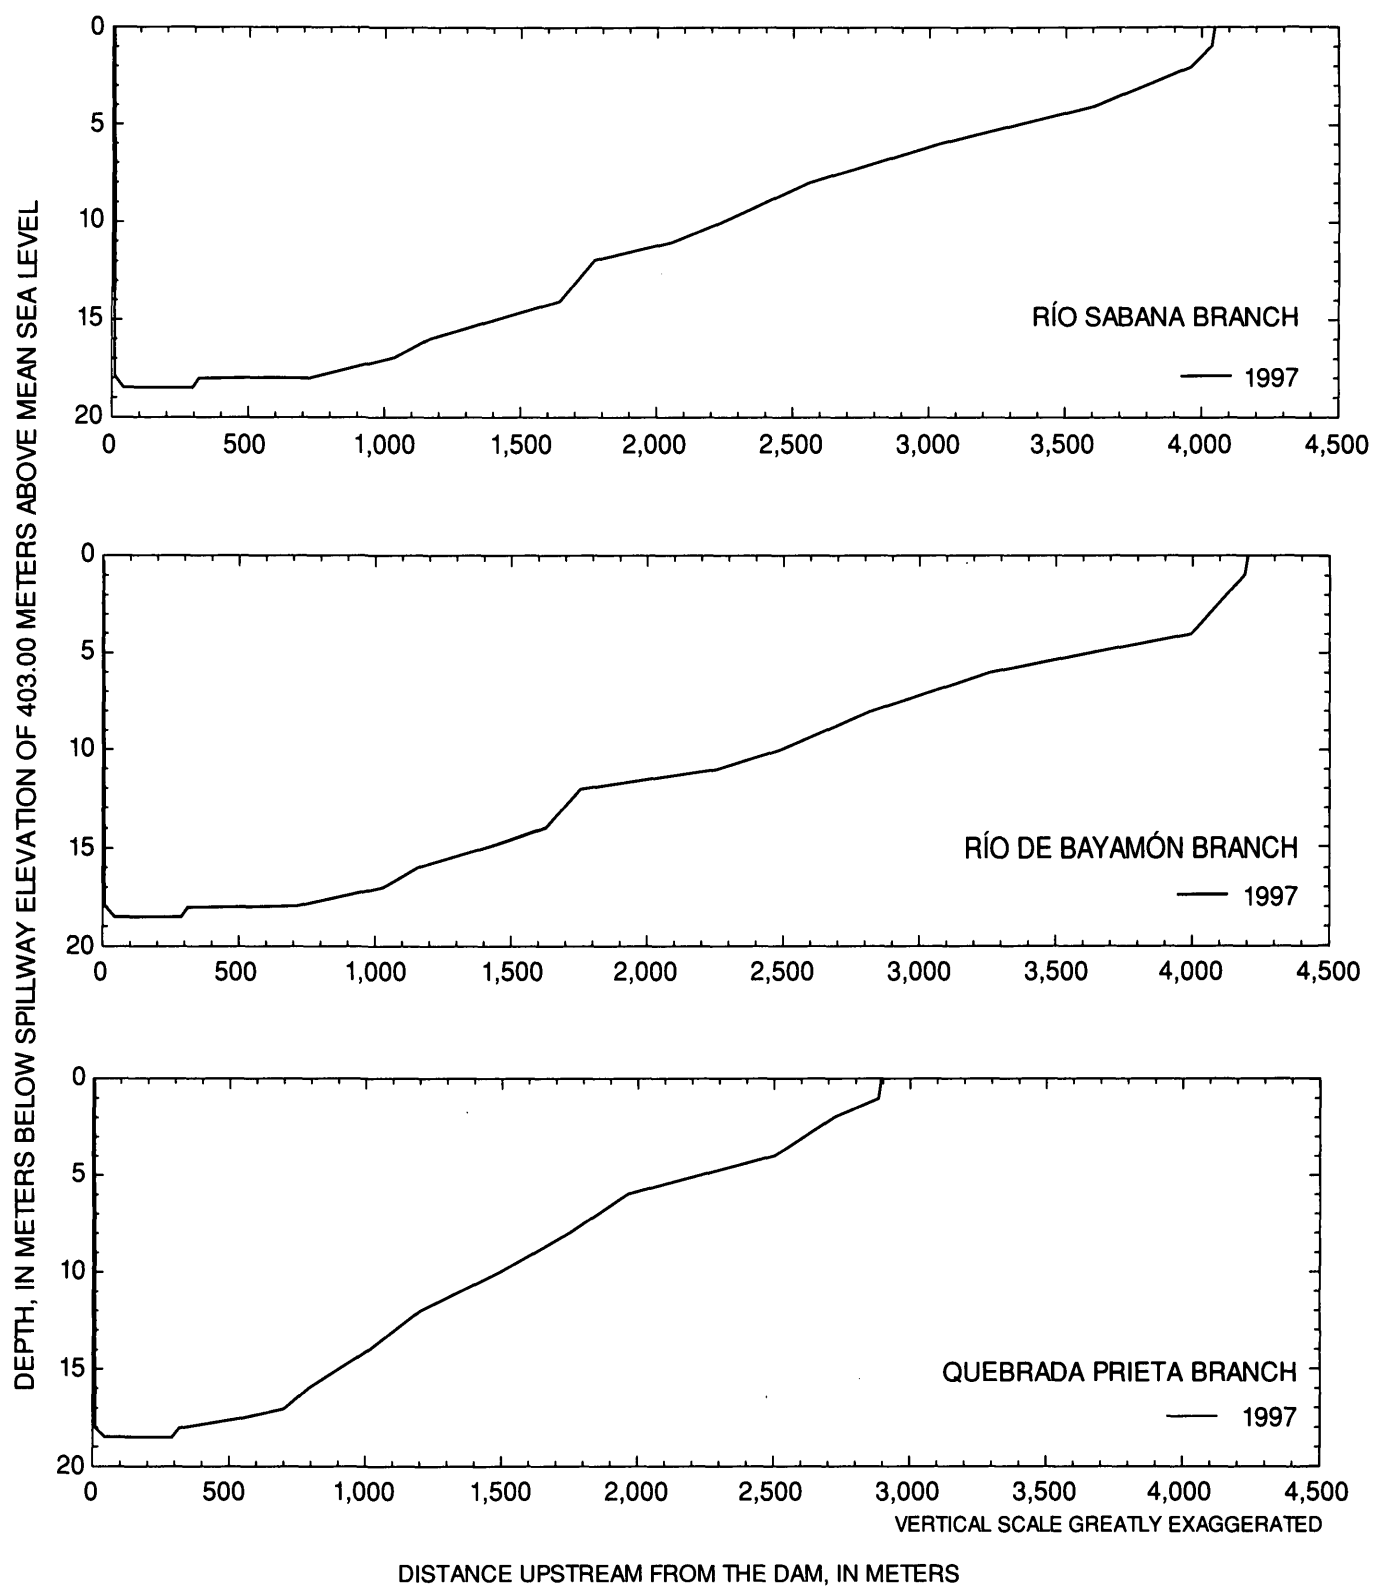 DEPTH, IN METERS BELOW SPILLWAY ELEVATION OF 403.00 METERS ABOVE MEAN SEA LEVEL
0
5
10
15
20
RÍO SABANA BRANCH
1997
0 500 1,000 1,500 2,000 2,500 3,000 3,500 4,000 4,500
0
5
10
15
20
RÍO DE BAYAMÓN BRANCH
1997
0 500 1,000 1,500 2,000 2,500 3,000 3,500 4,000 4,500
0
5
10
15
20
QUEBRADA PRIETA BRANCH
1997
0 500 1,000 1,500 2,000 2,500 3,000 3,500 4,000 4,500
VERTICAL SCALE GREATLY EXAGGERATED
DISTANCE UPSTREAM FROM THE DAM, IN METERS